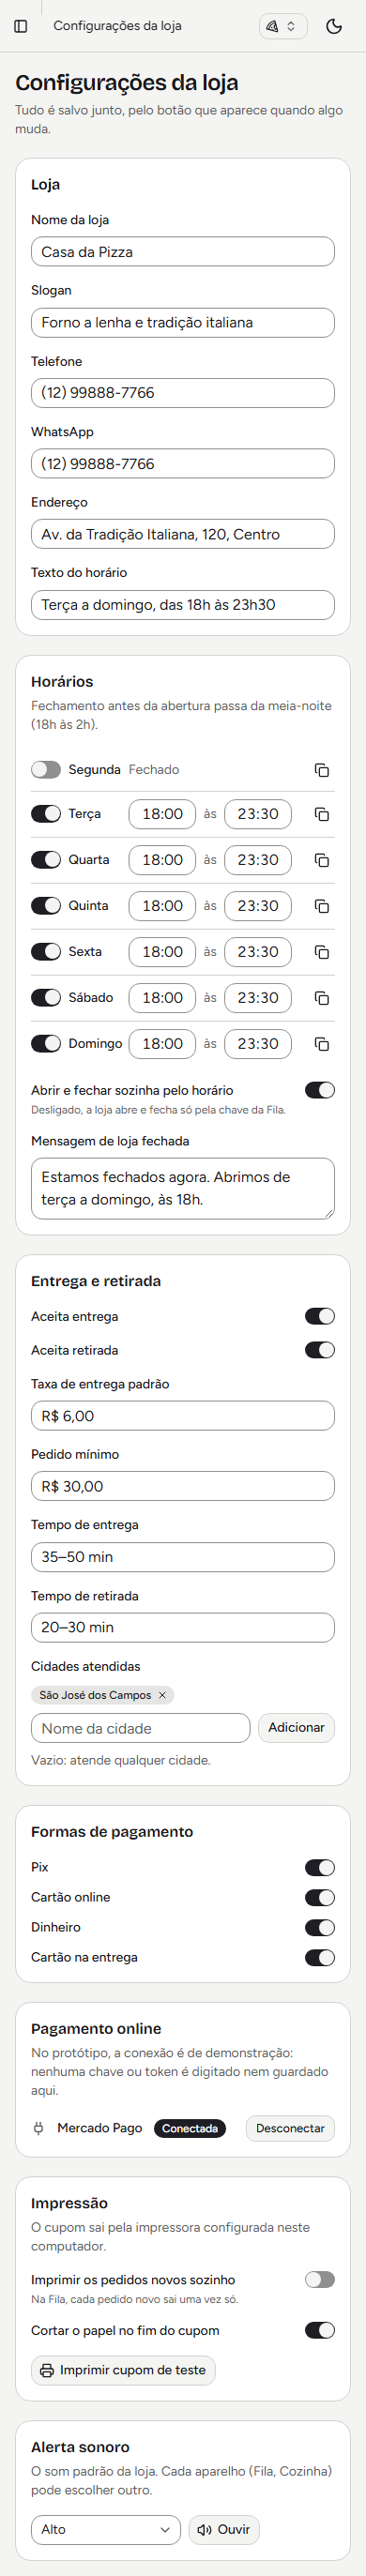 Configurações da loja
Configurações da loja
Tudo é salvo junto, pelo botão que aparece quando algo
muda.
Loja
Nome da loja
Casa da Pizza
Slogan
Forno a lenha e tradição italiana
Telefone
(12) 99888-7766
WhatsApp
(12) 99888-7766
Endereço
Av. da Tradição Italiana, 120, Centro
Texto do horário
Terça a domingo, das 18h às 23h30
Horários
Fechamento antes da abertura passa da meia-noite
(18h às 2h).
Segunda Fechado
Terça 18:00 às 23:30
Quarta 18:00 às 23:30
Quinta 18:00 às 23:30
Sexta 18:00 às 23:30
Sábado 18:00 às 23:30
Domingo 18:00 às 23:30
Abrir e fechar sozinha pelo horário
Desligado, a loja abre e fecha só pela chave da Fila.
Mensagem de loja fechada
Estamos fechados agora. Abrimos de
terça a domingo, às 18h.
Entrega e retirada
Aceita entrega
Aceita retirada
Taxa de entrega padrão
R$ 6,00
Pedido mínimo
R$ 30,00
Tempo de entrega
35–50 min
Tempo de retirada
20–30 min
Cidades atendidas
São José dos Campos ×
Nome da cidade Adicionar
Vazio: atende qualquer cidade.
Formas de pagamento
Pix
Cartão online
Dinheiro
Cartão na entrega
Pagamento online
No protótipo, a conexão é de demonstração:
nenhuma chave ou token é digitado nem guardado
aqui.
Mercado Pago Conectada Desconectar
Impressão
O cupom sai pela impressora configurada neste
computador.
Imprimir os pedidos novos sozinho
Na Fila, cada pedido novo sai uma vez só.
Cortar o papel no fim do cupom
Imprimir cupom de teste
Alerta sonoro
O som padrão da loja. Cada aparelho (Fila, Cozinha)
pode escolher outro.
Alto Ouvir